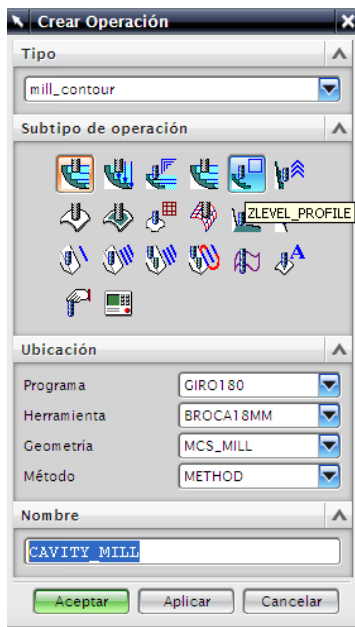 Crear Operación
Tipo
mill_contour
Subtipo de operación
ZLEVEL_PROFILE
A
Ubicación
Programa GIRO180
Herramienta BROCA18MM
Geometría MCS_MILL
Método METHOD
Nombre
CAVITY_MILL
Aceptar Aplicar Cancelar